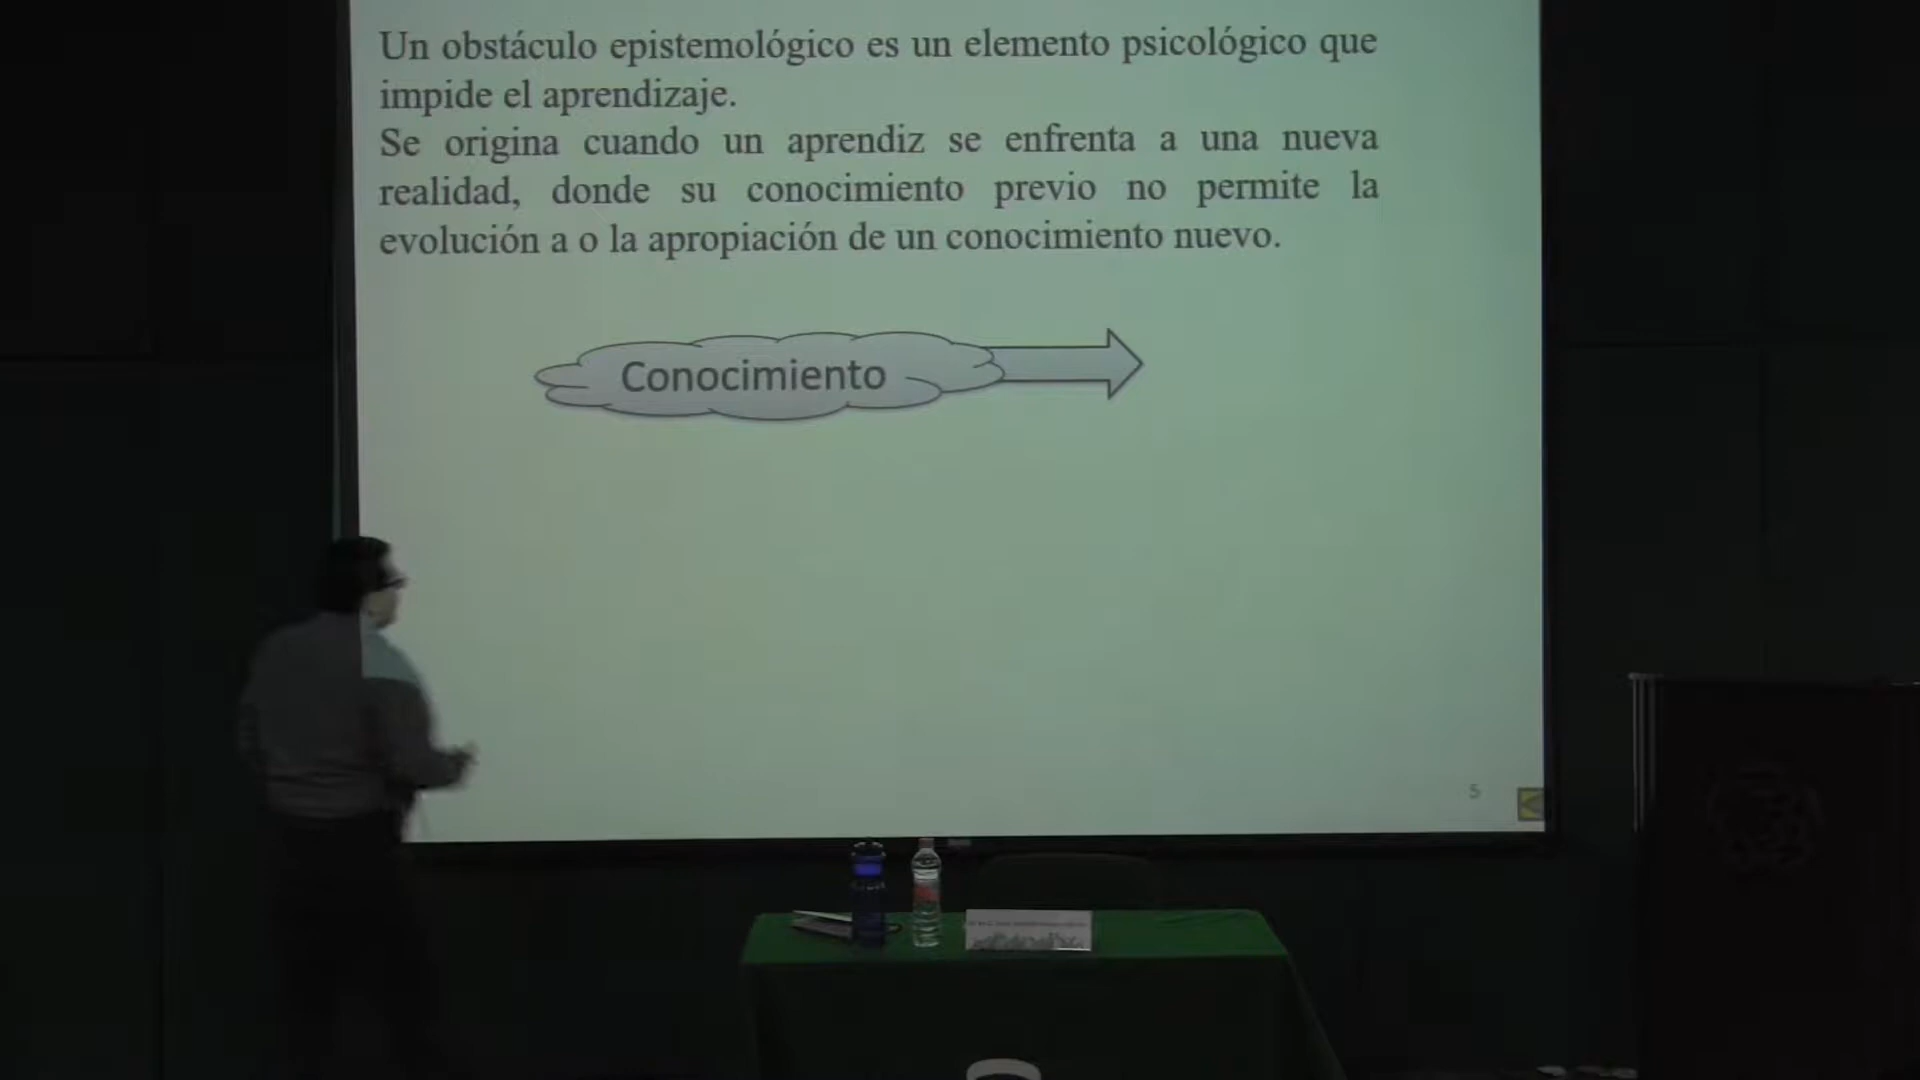 Un obstáculo epistemológico es un elemento psicológico que
impide el aprendizaje.
Se origina cuando un aprendiz se enfrenta a una nueva
realidad, donde su conocimiento previo no permite la
evolución a o la apropiación de un conocimiento nuevo.
Conocimiento
5